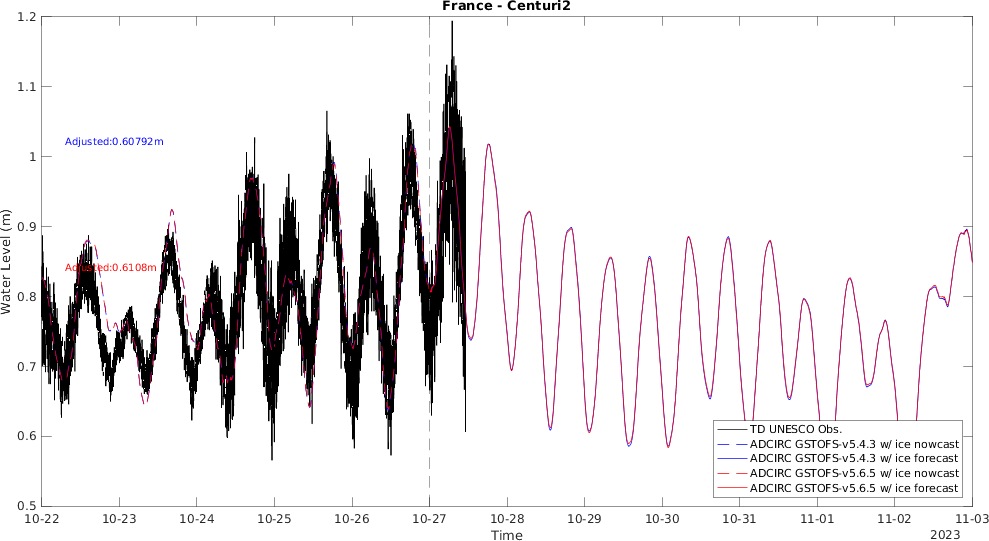 France - Centuri2
1.2
1.1
1
0.9
0.8
0.7
0.6
0.5
Water Level (m)
Adjusted:0.60792m
Adjusted:0.6108m
TD UNESCO Obs.
ADCIRC GSTOFS-v5.4.3 w/ ice nowcast
ADCIRC GSTOFS-v5.4.3 w/ ice forecast
ADCIRC GSTOFS-v5.6.5 w/ ice nowcast
ADCIRC GSTOFS-v5.6.5 w/ ice forecast
10-22 10-23 10-24 10-25 10-26 10-27 10-28 10-29 10-30 10-31 11-01 11-02 11-03
Time
2023